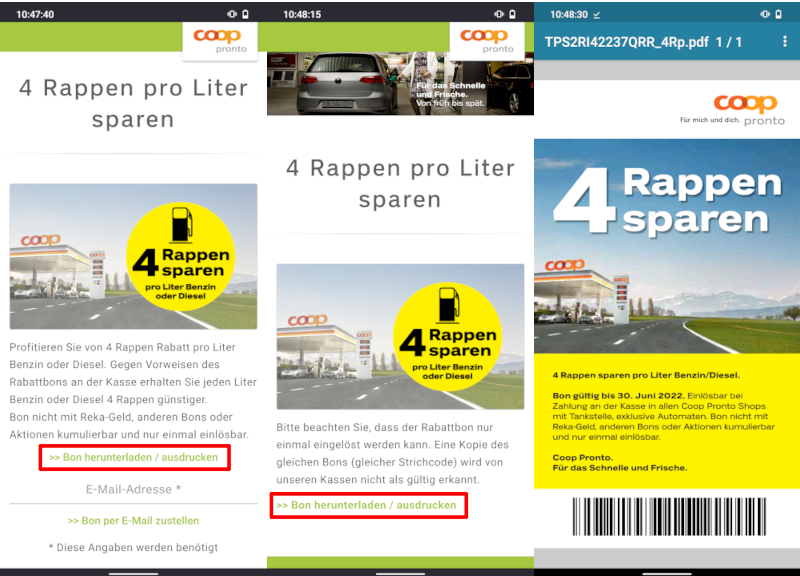 10:47:40
coop
pronto
4 Rappen pro Liter
sparen
coop
4 Rappen
sparen
pro Liter Benzin
oder Diesel
Profitieren Sie von 4 Rappen Rabatt pro Liter
Benzin oder Diesel. Gegen Vorweisen des
Rabattbons an der Kasse erhalten Sie jeden Liter
Benzin oder Diesel 4 Rappen günstiger.
Bon nicht mit Reka-Geld, anderen Bons oder
Aktionen kumulierbar und nur einmal einlösbar.
>> Bon herunterladen / ausdrucken
E-Mail-Adresse *
>> Bon per E-Mail zustellen
* Diese Angaben werden benötigt
10:48:15
coop
pronto
Für das Schnelle
und Frische.
Von früh bis spät.
4 Rappen pro Liter
sparen
coop
4 Rappen
sparen
pro Liter Benzin
oder Diesel
Bitte beachten Sie, dass der Rabattbon nur
einmal eingelöst werden kann. Eine Kopie des
gleichen Bons (gleicher Strichcode) wird von
unseren Kassen nicht als gültig erkannt.
>> Bon herunterladen / ausdrucken
10:48:30
TPS2RI42237QRR_4Rp.pdf 1 / 1
coop
Für mich und dich. pronto
4 Rappen
sparen
coop
4 Rappen sparen pro Liter Benzin/Diesel.
Bon gültig bis 30. Juni 2022. Einlösbar bei
Zahlung an der Kasse in allen Coop Pronto Shops
mit Tankstelle, exklusive Automaten. Bon nicht mit
Reka-Geld, anderen Bons oder Aktionen kumulierbar
und nur einmal einlösbar.
Coop Pronto.
Für das Schnelle und Frische.